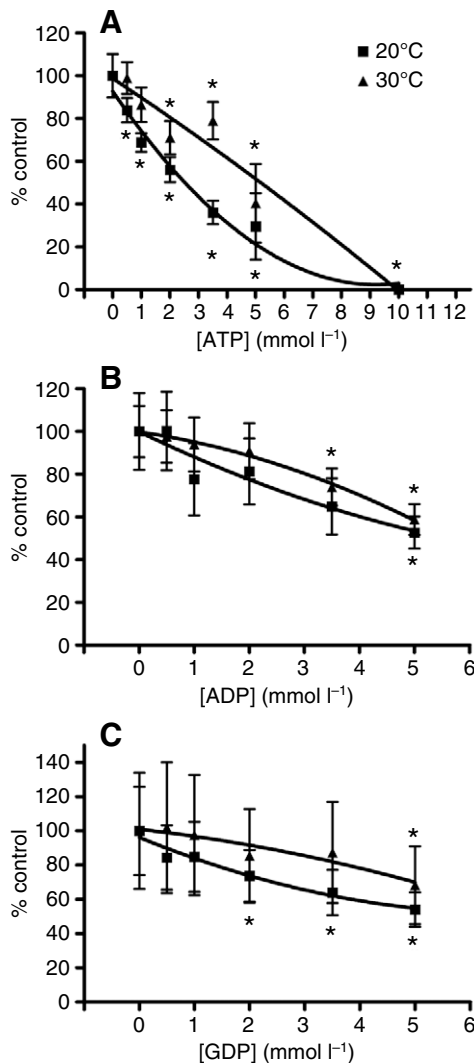 A
120
100
80
60
40
20
0
% control
20°C
30°C
* * * * * * * * * *
0 1 2 3 4 5 6 7 8 9 10 11 12
[ATP] (mmol l⁻¹)
B
120
100
80
60
40
20
0
% control
* * *
0 1 2 3 4 5 6
[ADP] (mmol l⁻¹)
C
140
120
100
80
60
40
20
0
% control
* * * *
0 1 2 3 4 5 6
[GDP] (mmol l⁻¹)